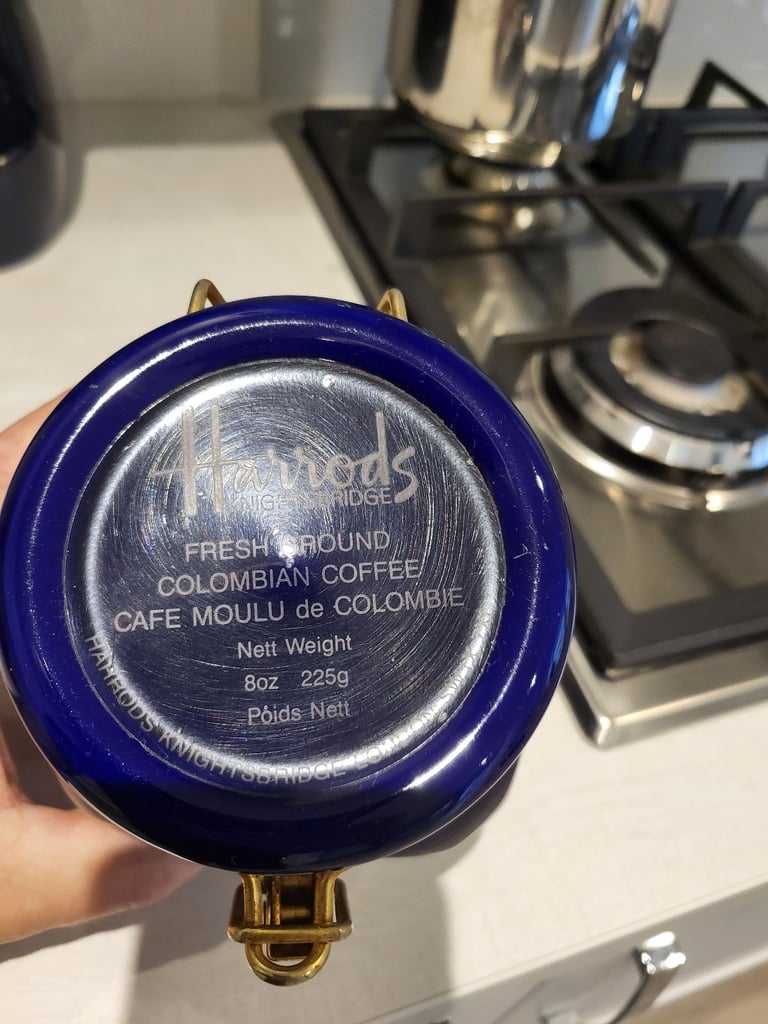 Harrods
KNIGHTSBRIDGE
FRESH GROUND
COLOMBIAN COFFEE
CAFE MOULU de COLOMBIE
Nett Weight
8oz 225g
Poids Nett
HARRODS KNIGHTSBRIDGE LONDON